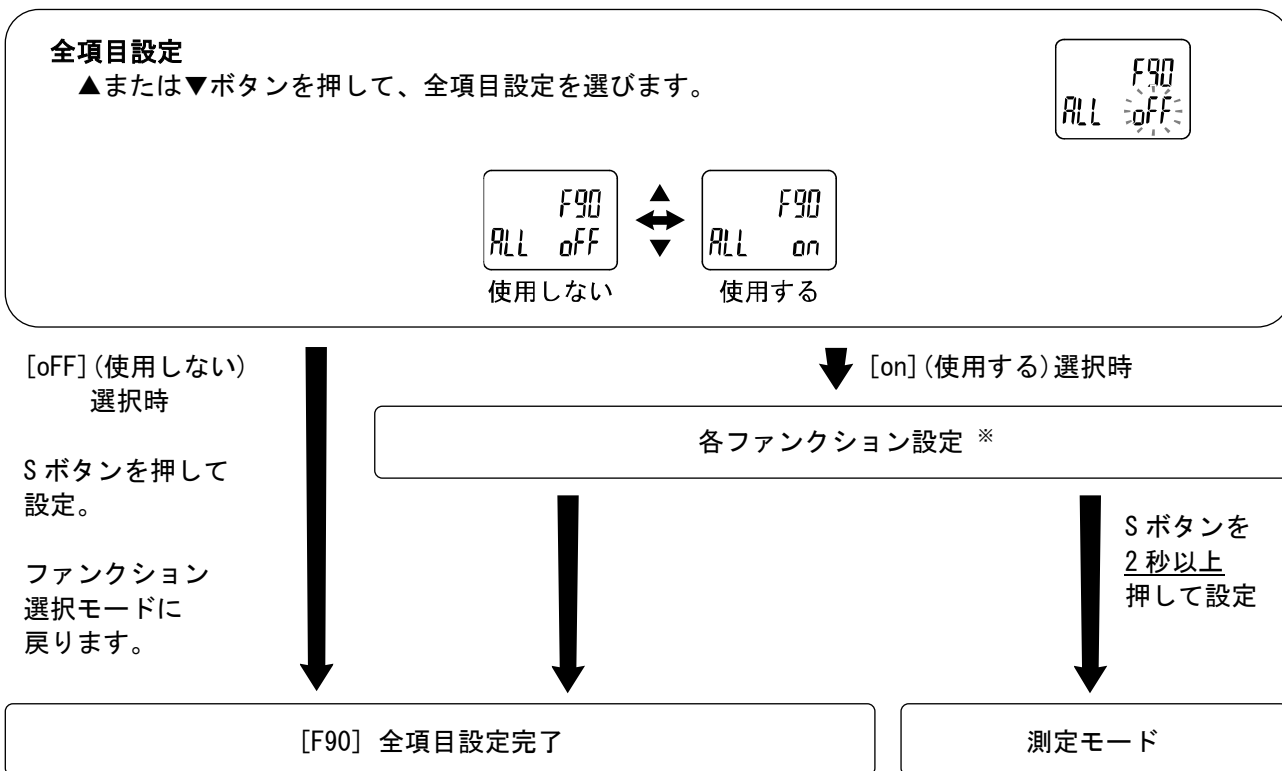 全項目設定
▲または▼ボタンを押して、全項目設定を選びます。
F90
ALL oFF
F90
ALL oFF
▲
▼
F90
ALL on
使用しない
使用する
[oFF](使用しない)
選択時
S ボタンを押して
設定。
ファンクション
選択モードに
戻ります。
[on](使用する)選択時
各ファンクション設定 ※
S ボタンを
2 秒以上
押して設定
[F90] 全項目設定完了
測定モード